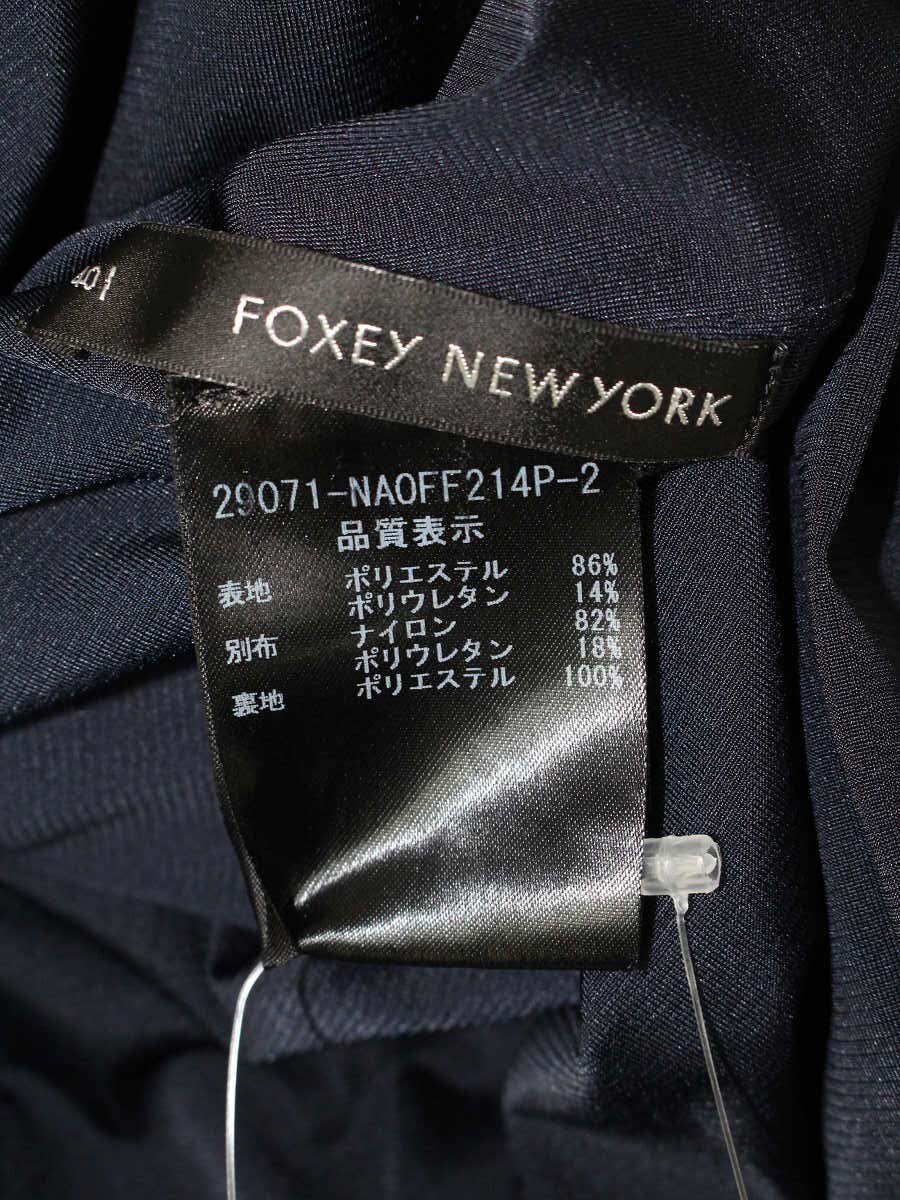 40
FOXEY NEW YORK
29071-NAOFF214P-2
品質表示
表地 ポリエステル 86%
ポリウレタン 14%
別布 ナイロン 82%
ポリウレタン 18%
裏地 ポリエステル 100%